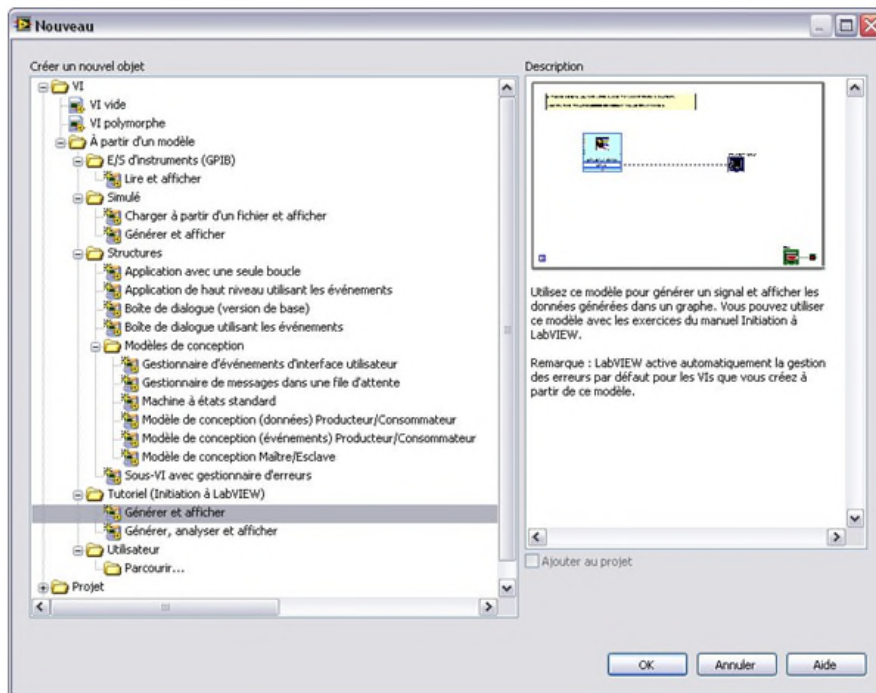 Nouveau
Créer un nouvel objet
VI
VI vide
VI polymorphe
À partir d'un modèle
E/S d'instruments (GPIB)
Lire et afficher
Simulé
Charger à partir d'un fichier et afficher
Générer et afficher
Structures
Application avec une seule boucle
Application de haut niveau utilisant les événements
Boîte de dialogue (version de base)
Boîte de dialogue utilisant les événements
Modèles de conception
Gestionnaire d'événements d'interface utilisateur
Gestionnaire de messages dans une file d'attente
Machine à états standard
Modèle de conception (données) Producteur/Consommateur
Modèle de conception (événements) Producteur/Consommateur
Modèle de conception Maître/Esclave
Sous-VI avec gestionnaire d'erreurs
Tutoriel (Initiation à LabVIEW)
Générer et afficher
Générer, analyser et afficher
Utilisateur
Parcourir...
Projet
Description
Utilisez ce modèle pour générer un signal et afficher les
données générées dans un graphe. Vous pouvez utiliser
ce modèle avec les exercices du manuel Initiation à
LabVIEW.
Remarque : LabVIEW active automatiquement la gestion
des erreurs par défaut pour les VIs que vous créez à
partir de ce modèle.
Ajouter au projet
OK
Annuler
Aide